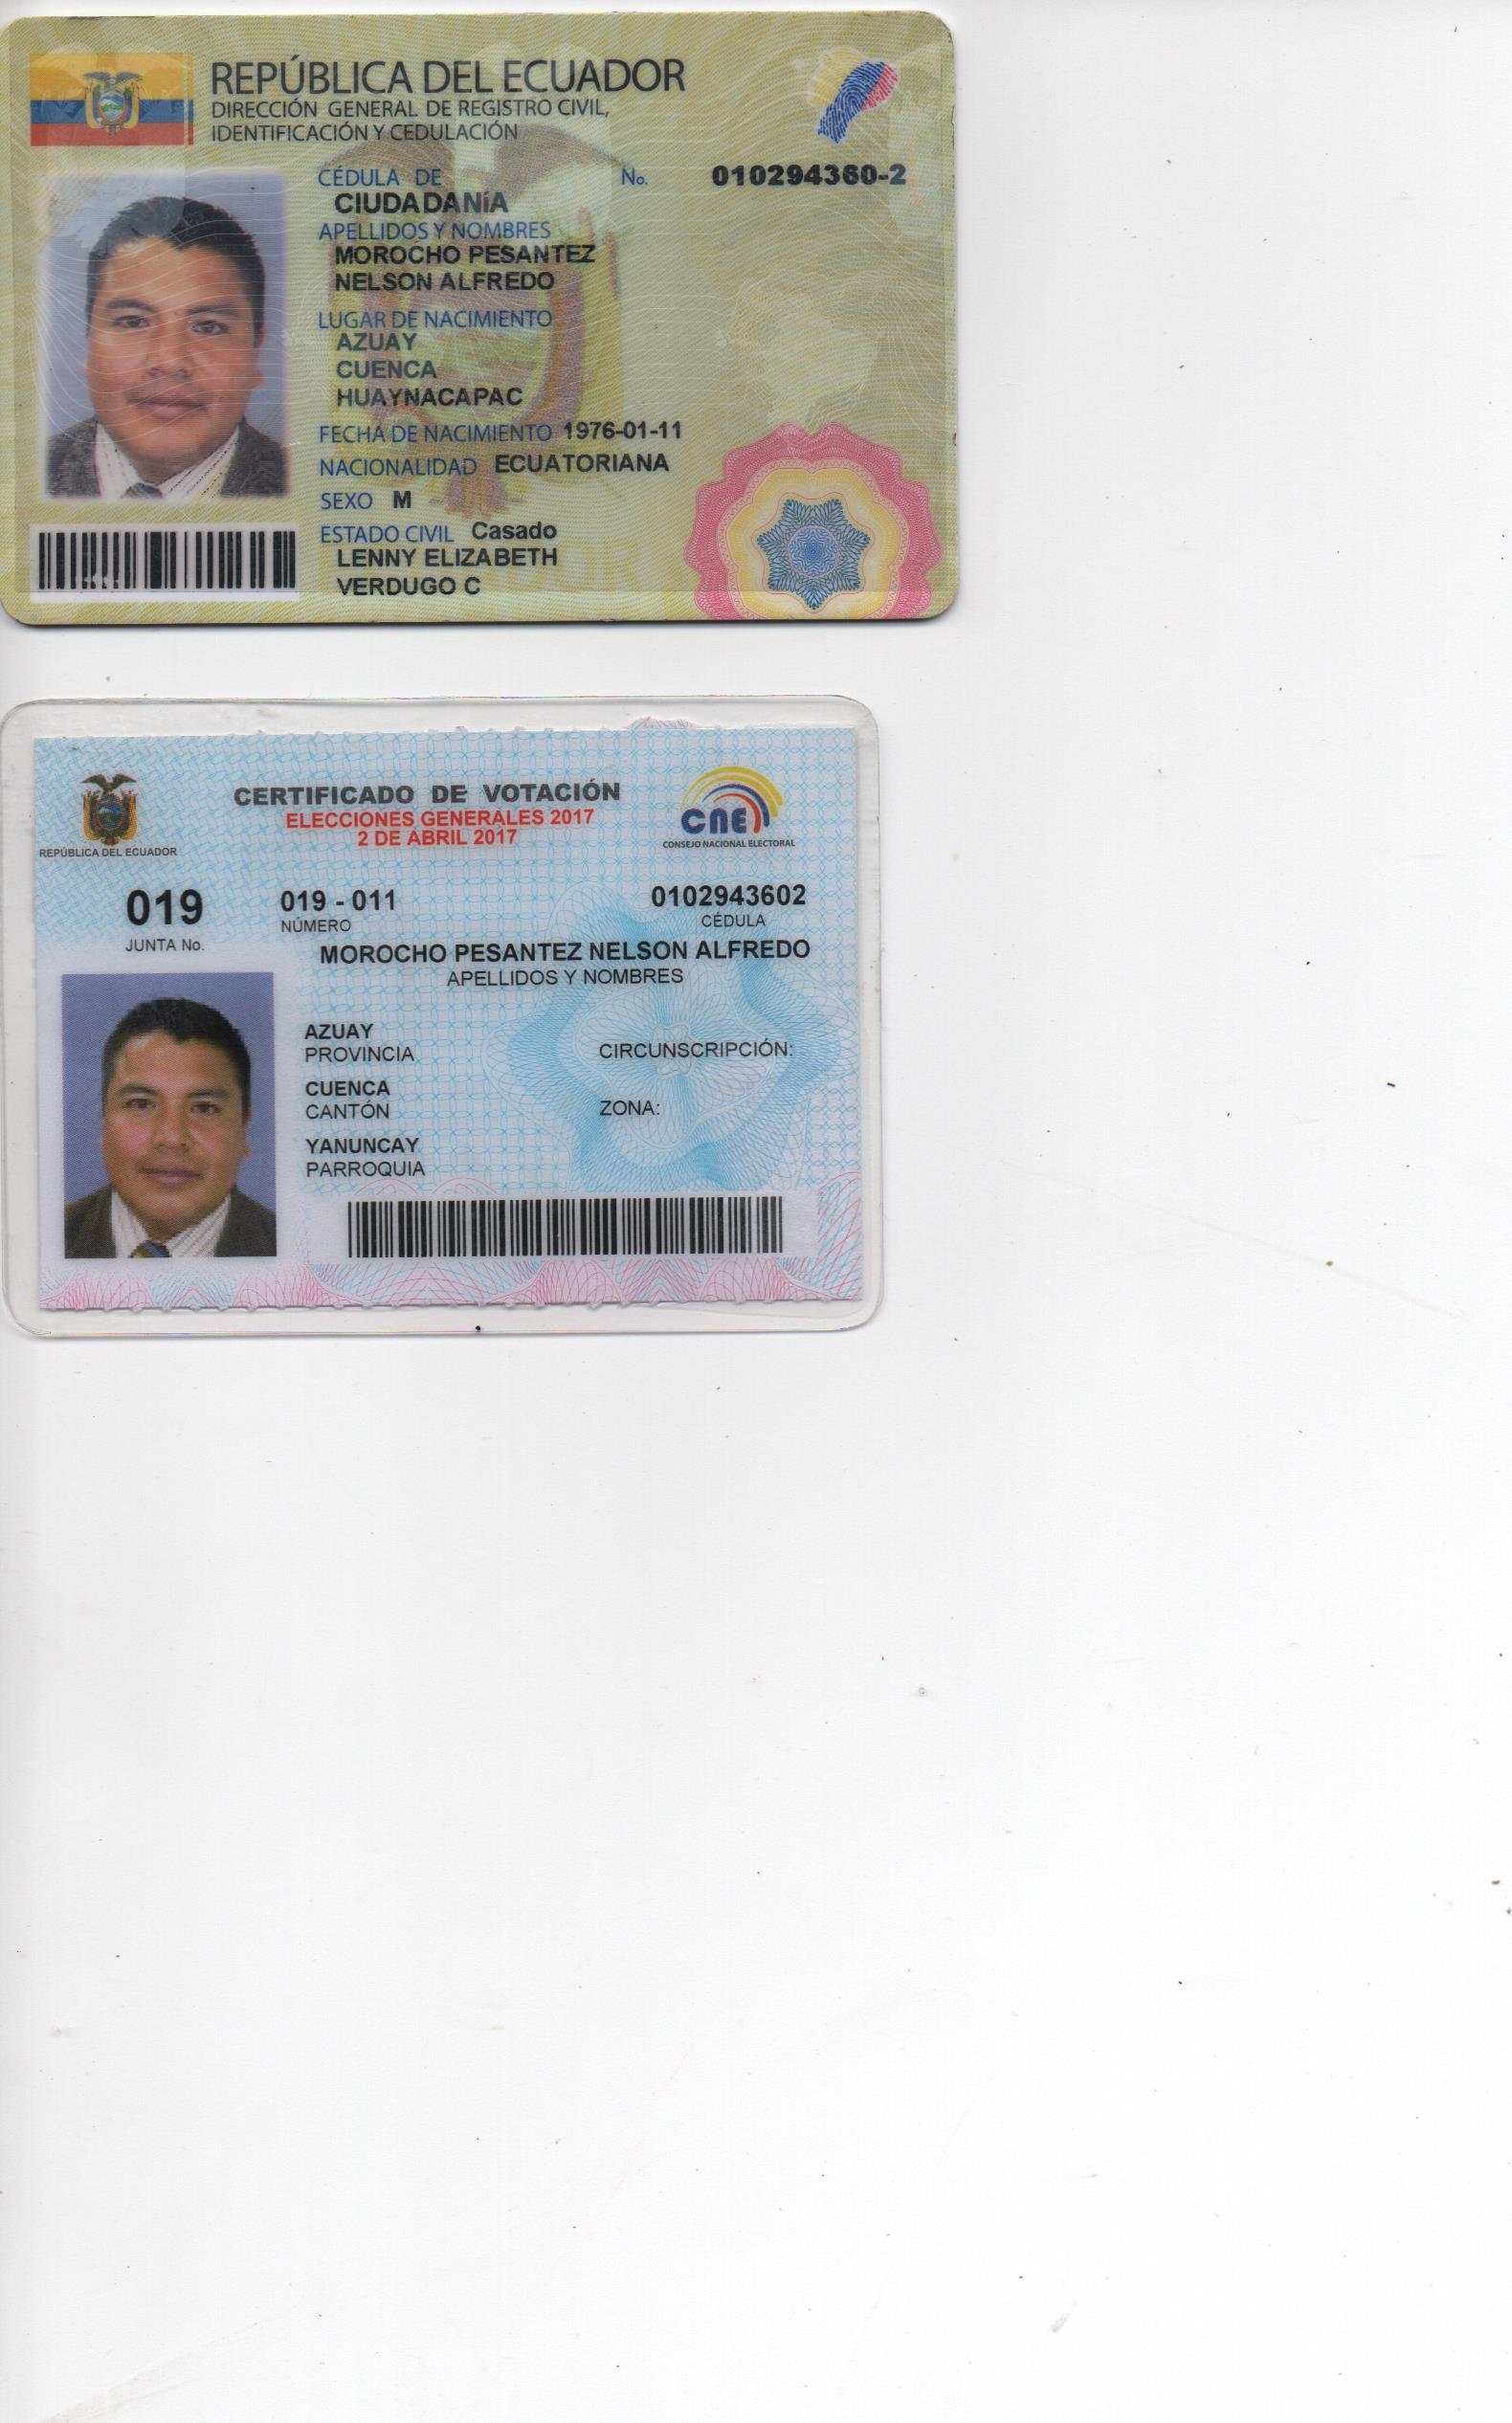 REPÚBLICA DEL ECUADOR
DIRECCIÓN GENERAL DE REGISTRO CIVIL,
IDENTIFICACIÓN Y CEDULACIÓN
CÉDULA DE No. 010294360-2
CIUDADANíA
APELLIDOS Y NOMBRES
MOROCHO PESANTEZ
NELSON ALFREDO
LUGAR DE NACIMIENTO
AZUAY
CUENCA
HUAYNACAPAC
FECHA DE NACIMIENTO 1976-01-11
NACIONALIDAD ECUATORIANA
SEXO M
ESTADO CIVIL Casado
LENNY ELIZABETH
VERDUGO C
CERTIFICADO DE VOTACIÓN
ELECCIONES GENERALES 2017
2 DE ABRIL 2017
REPÚBLICA DEL ECUADOR
CNE
CONSEJO NACIONAL ELECTORAL
019
JUNTA No.
019 - 011
NÚMERO
0102943602
CÉDULA
MOROCHO PESANTEZ NELSON ALFREDO
APELLIDOS Y NOMBRES
AZUAY
PROVINCIA
CIRCUNSCRIPCIÓN:
CUENCA
CANTÓN
ZONA:
YANUNCAY
PARROQUIA